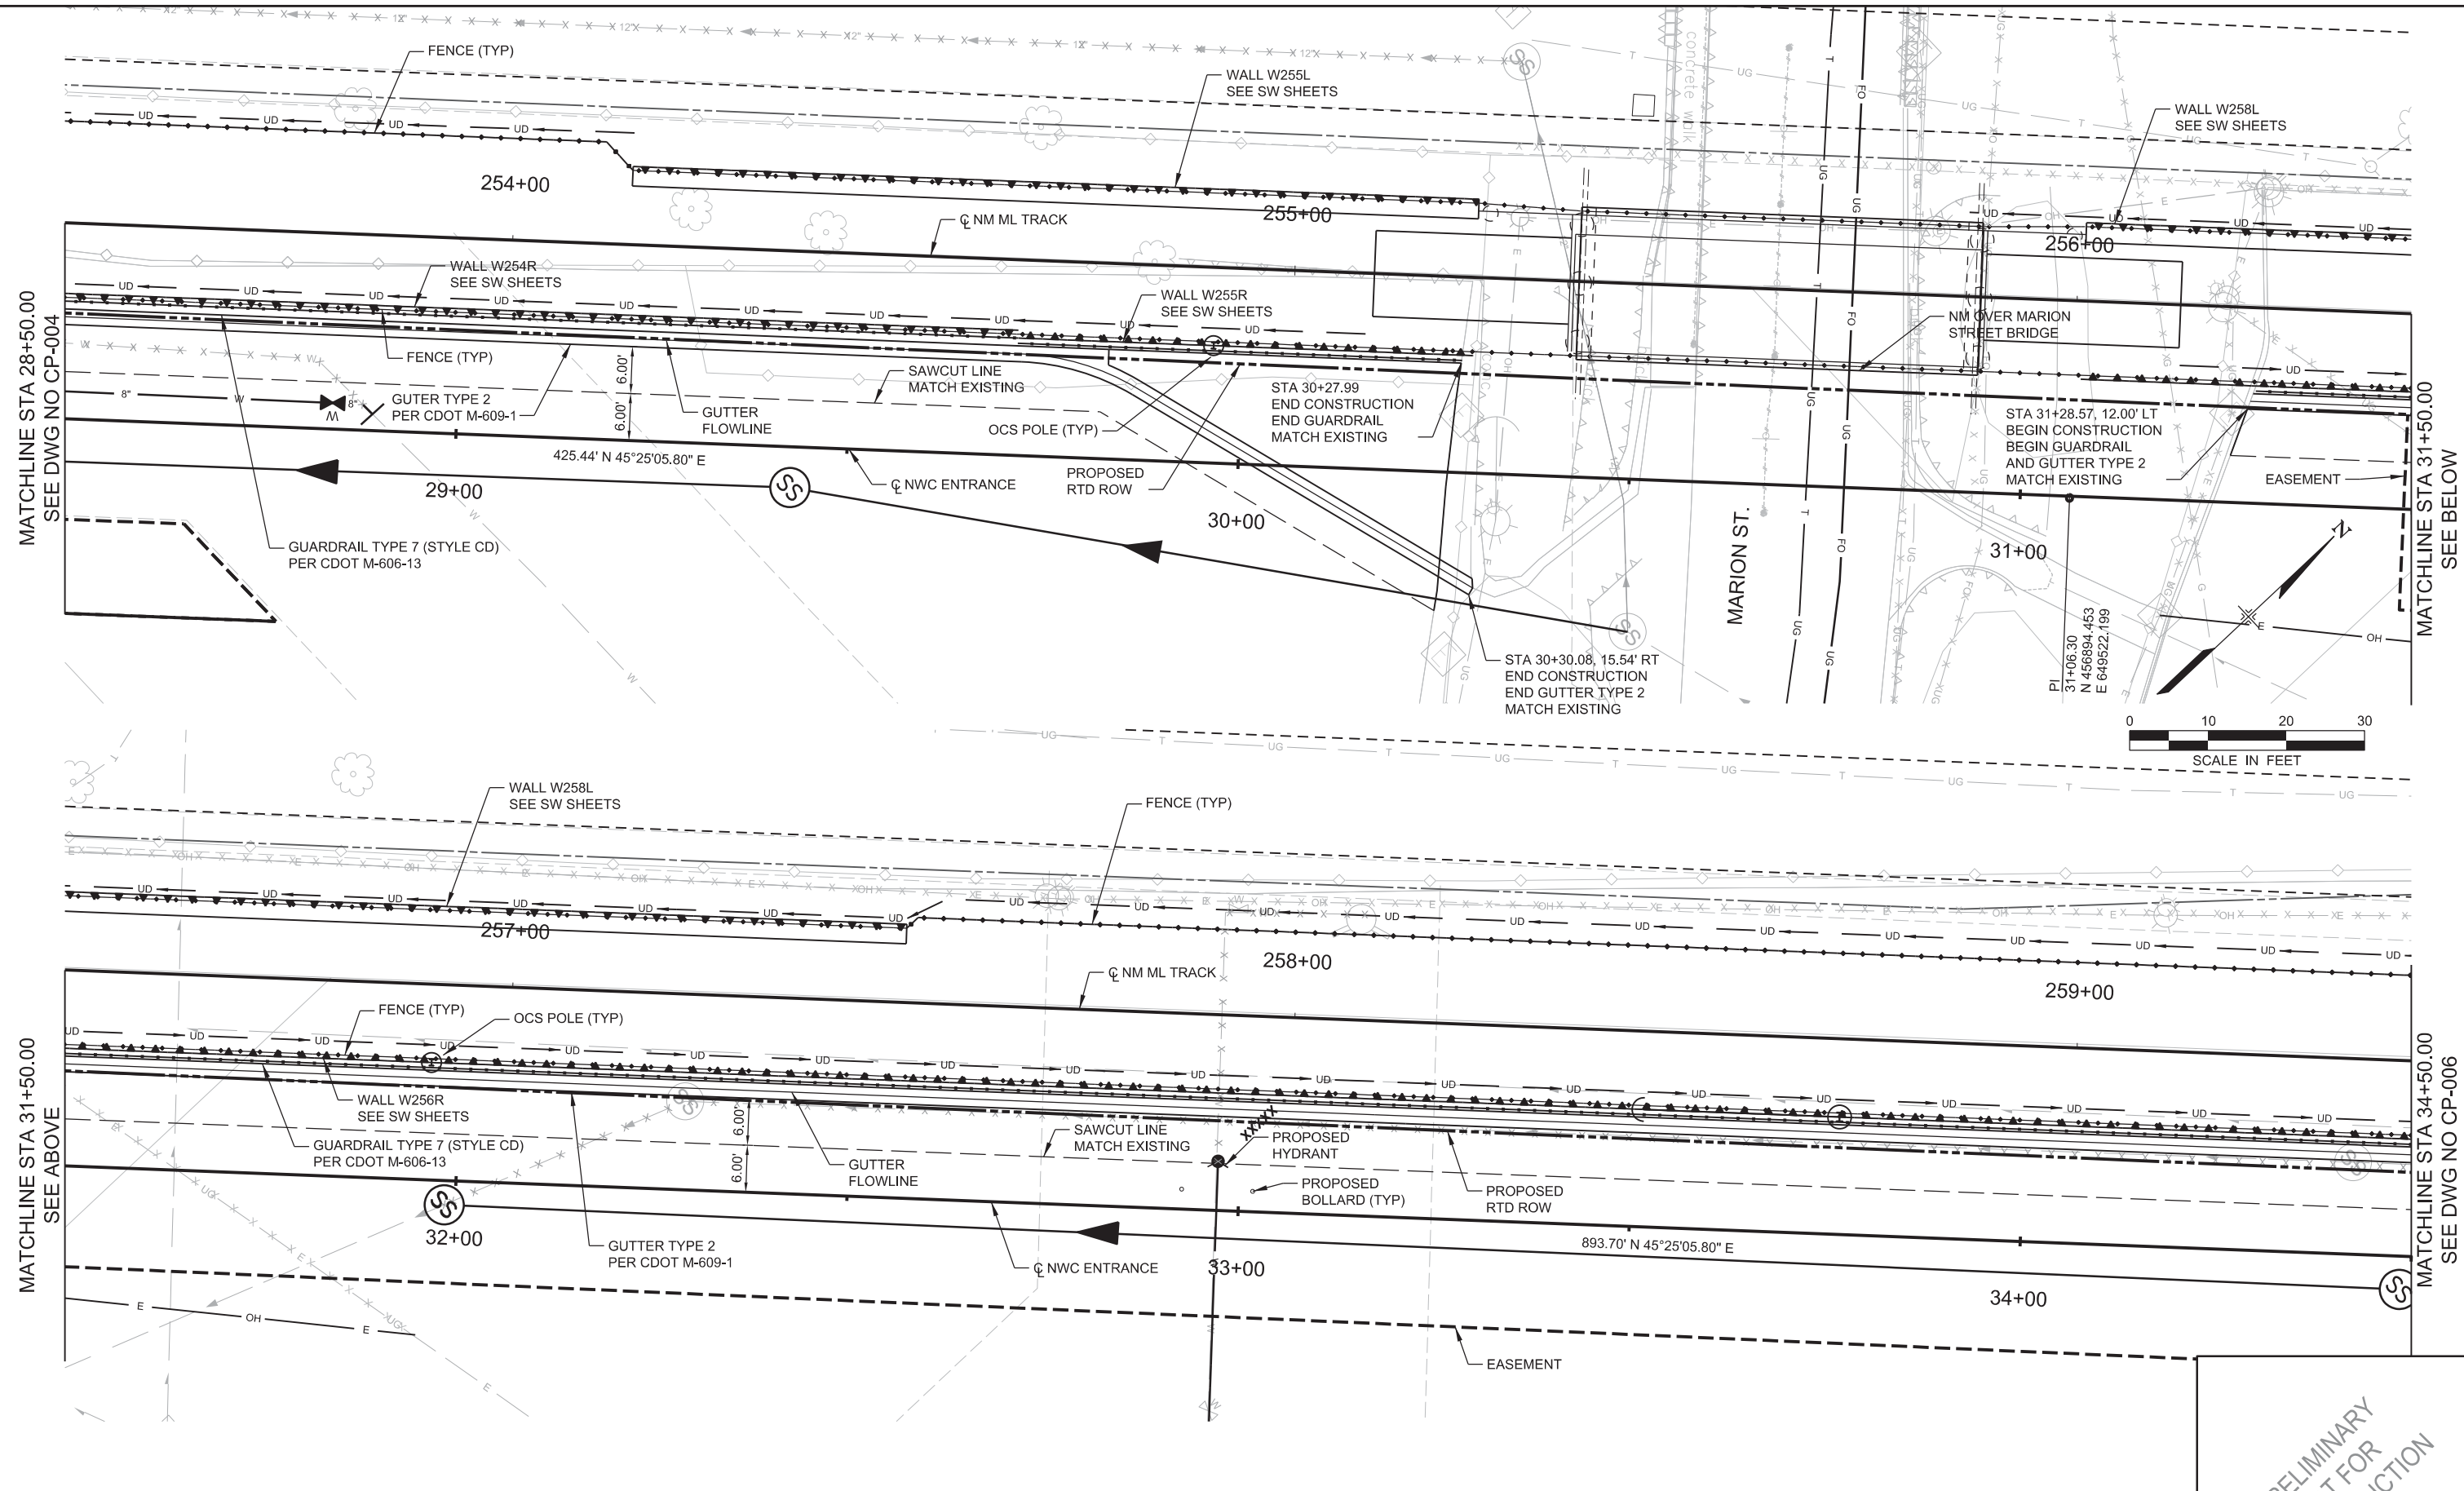 FENCE (TYP)
WALL W255L
SEE SW SHEETS
WALL W258L
SEE SW SHEETS
concrete walk
254+00
255+00
256+00
℄ NM ML TRACK
WALL W254R
SEE SW SHEETS
WALL W255R
SEE SW SHEETS
NM OVER MARION
STREET BRIDGE
MATCHLINE STA 28+50.00
SEE DWG NO CP-004
FENCE (TYP)
GUTER TYPE 2
PER CDOT M-609-1
6.00'
6.00'
SAWCUT LINE
MATCH EXISTING
GUTTER
FLOWLINE
OCS POLE (TYP)
STA 30+27.99
END CONSTRUCTION
END GUARDRAIL
MATCH EXISTING
STA 31+28.57, 12.00' LT
BEGIN CONSTRUCTION
BEGIN GUARDRAIL
AND GUTTER TYPE 2
MATCH EXISTING
EASEMENT
MATCHLINE STA 31+50.00
SEE BELOW
425.44' N 45°25'05.80" E
℄ NWC ENTRANCE
PROPOSED
RTD ROW
29+00
30+00
31+00
SS
GUARDRAIL TYPE 7 (STYLE CD)
PER CDOT M-606-13
MARION ST.
N
PI
31+06.30
N 456894.453
E 649522.199
STA 30+30.08, 15.54' RT
END CONSTRUCTION
END GUTTER TYPE 2
MATCH EXISTING
0 10 20 30
SCALE IN FEET
WALL W258L
SEE SW SHEETS
FENCE (TYP)
257+00
258+00
259+00
℄ NM ML TRACK
FENCE (TYP)
OCS POLE (TYP)
MATCHLINE STA 31+50.00
SEE ABOVE
WALL W256R
SEE SW SHEETS
GUARDRAIL TYPE 7 (STYLE CD)
PER CDOT M-606-13
6.00'
6.00'
SAWCUT LINE
MATCH EXISTING
GUTTER
FLOWLINE
XXXXX
PROPOSED
HYDRANT
PROPOSED
BOLLARD (TYP)
PROPOSED
RTD ROW
MATCHLINE STA 34+50.00
SEE DWG NO CP-006
SS
32+00
GUTTER TYPE 2
PER CDOT M-609-1
℄ NWC ENTRANCE
33+00
893.70' N 45°25'05.80" E
34+00
SS
EASEMENT